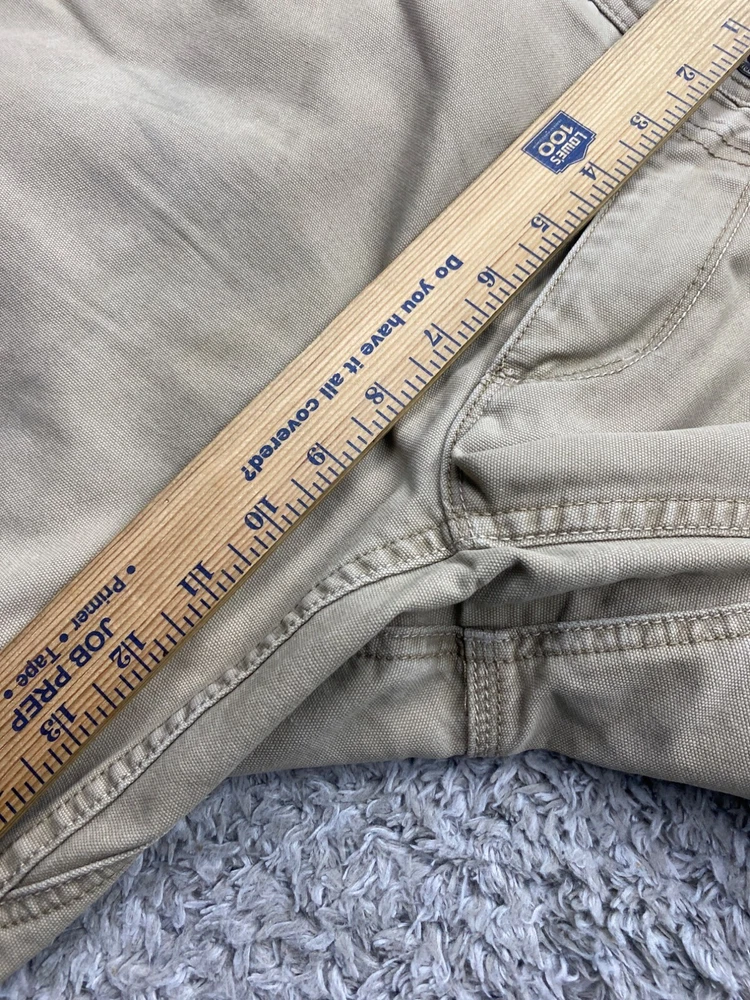 1 2 3 4 5 6 7 8 9 10 11 12 13
LOWE'S
100
Do you have it all covered?
JOB PREP
• Primer • Tape •